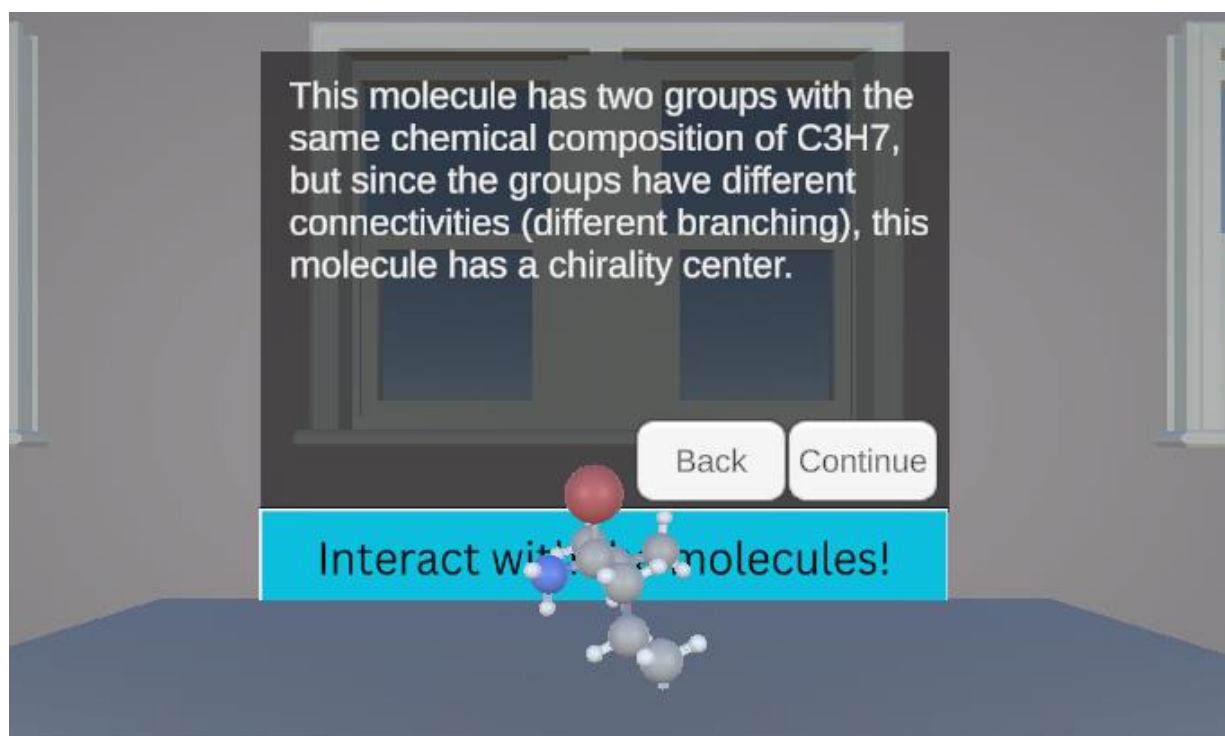 This molecule has two groups with the
same chemical composition of C3H7,
but since the groups have different
connectivities (different branching), this
molecule has a chirality center.
Back
Continue
Interact molecules!